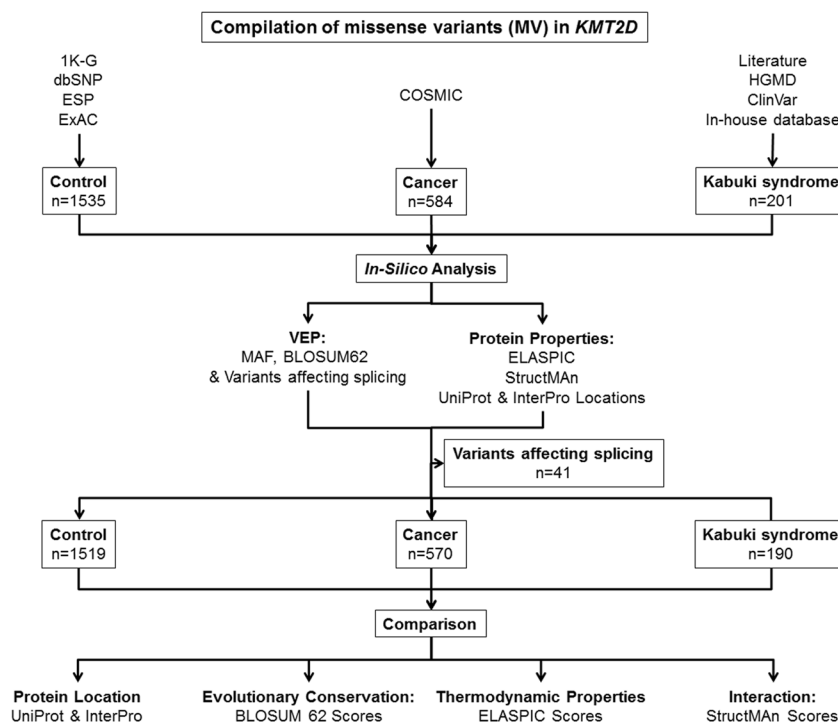 Compilation of missense variants (MV) in KMT2D
1K-G
dbSNP
ESP
ExAC
COSMIC
Literature
HGMD
ClinVar
In-house database
Control
n=1535
Cancer
n=584
Kabuki syndrome
n=201
In-Silico Analysis
VEP:
MAF, BLOSUM62
& Variants affecting splicing
Protein Properties:
ELASPIC
StructMAn
UniProt & InterPro Locations
Variants affecting splicing
n=41
Control
n=1519
Cancer
n=570
Kabuki syndrome
n=190
Comparison
Protein Location
UniProt & InterPro
Evolutionary Conservation:
BLOSUM 62 Scores
Thermodynamic Properties
ELASPIC Scores
Interaction:
StructMAn Scores